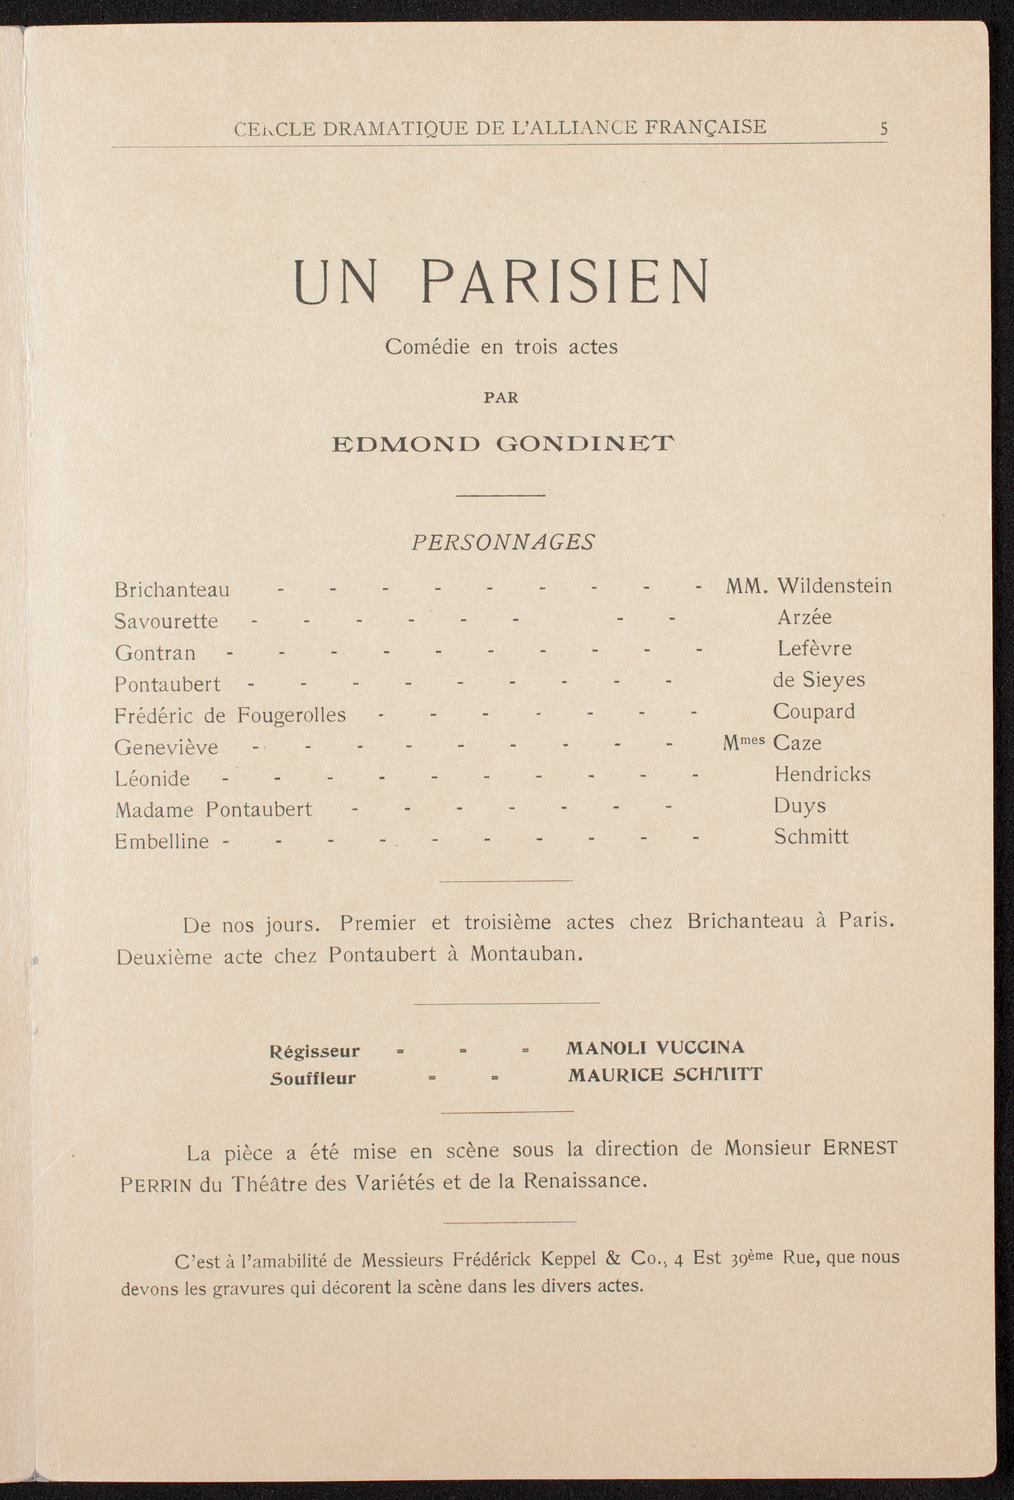 CERCLE DRAMATIQUE DE L'ALLIANCE FRANÇAISE 5
UN PARISIEN
Comédie en trois actes
PAR
EDMOND GONDINET
PERSONNAGES
Brichanteau - - - - - - - - - MM. Wildenstein
Savourette - - - - - - - - Arzée
Gontran - - - - - - - - - - Lefèvre
Pontaubert - - - - - - - - - de Sieyes
Frédéric de Fougerolles - - - - - - - Coupard
Geneviève - - - - - - - - - Mmes Caze
Léonide - - - - - - - - - - Hendricks
Madame Pontaubert - - - - - - - Duys
Embelline - - - - - - - - - - Schmitt
De nos jours. Premier et troisième actes chez Brichanteau à Paris.
Deuxième acte chez Pontaubert à Montauban.
Régisseur - - - MANOLI VUCCINA
Souffleur - - MAURICE SCHMITT
La pièce a été mise en scène sous la direction de Monsieur ERNEST
PERRIN du Théâtre des Variétés et de la Renaissance.
C'est à l'amabilité de Messieurs Frédérick Keppel & Co., 4 Est 39ème Rue, que nous
devons les gravures qui décorent la scène dans les divers actes.